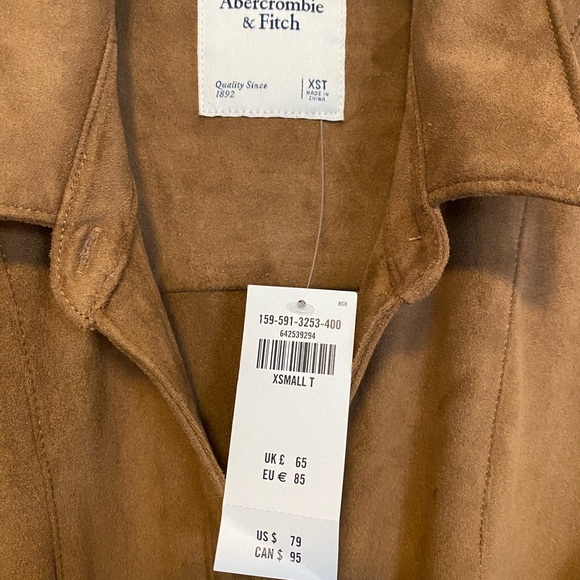 Abercrombie
& Fitch
Quality Since
1892
XST
MADE IN
CHINA
NSH
159-591-3253-400
642539294
XSMALL T
UK £ 65
EU € 85
US $ 79
CAN $ 95